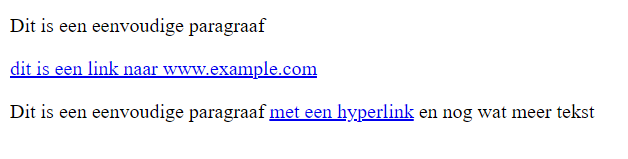 Dit is een eenvoudige paragraaf
dit is een link naar www.example.com
Dit is een eenvoudige paragraaf met een hyperlink en nog wat meer tekst